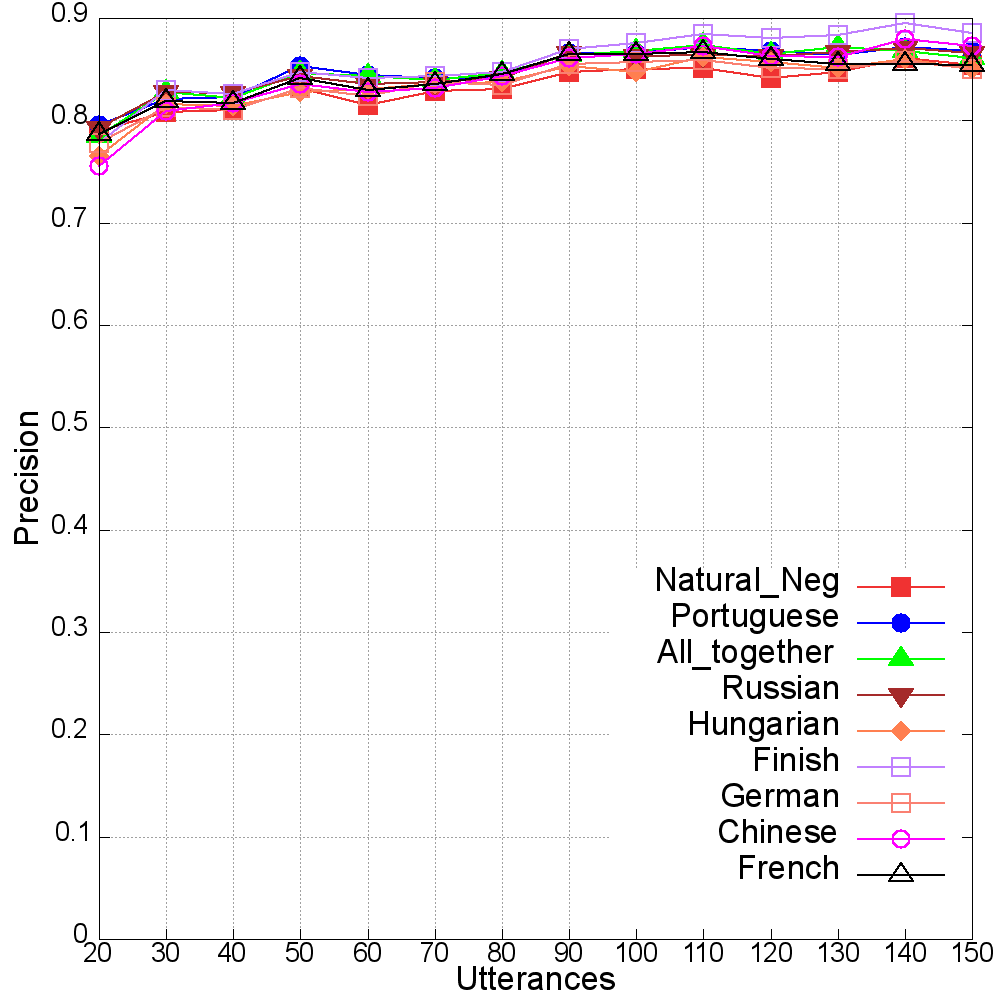 0.9
0.8
0.7
0.6
0.5
0.4
0.3
0.2
0.1
0
Precision
Natural_Neg
Portuguese
All_together
Russian
Hungarian
Finish
German
Chinese
French
20 30 40 50 60 70 80 90 100 110 120 130 140 150
Utterances